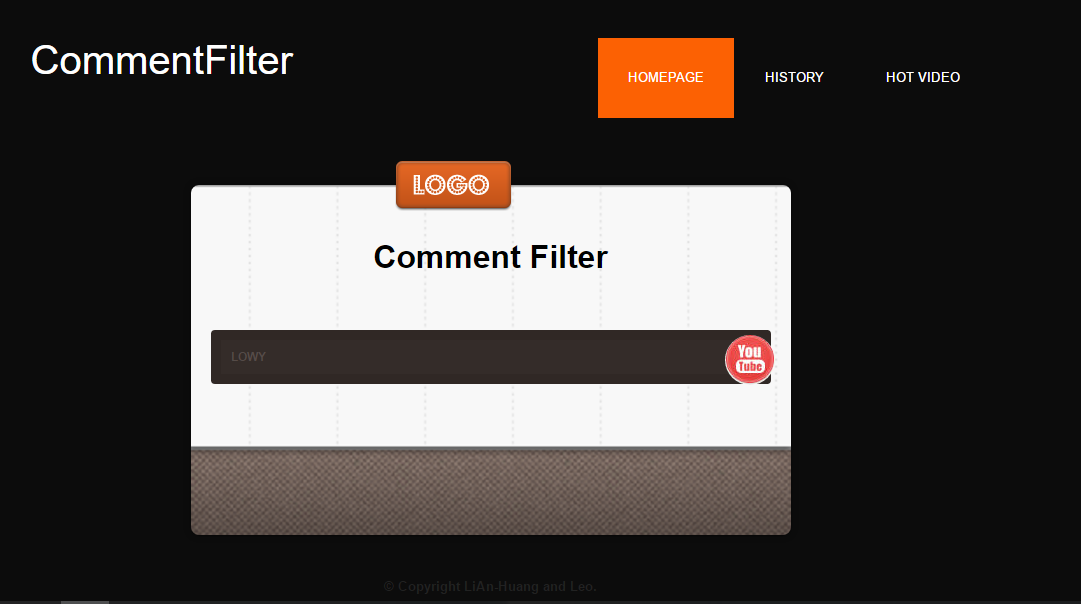 CommentFilter
HOMEPAGE HISTORY HOT VIDEO
LOGO
Comment Filter
LOWY
You
Tube
© Copyright LiAn-Huang and Leo.